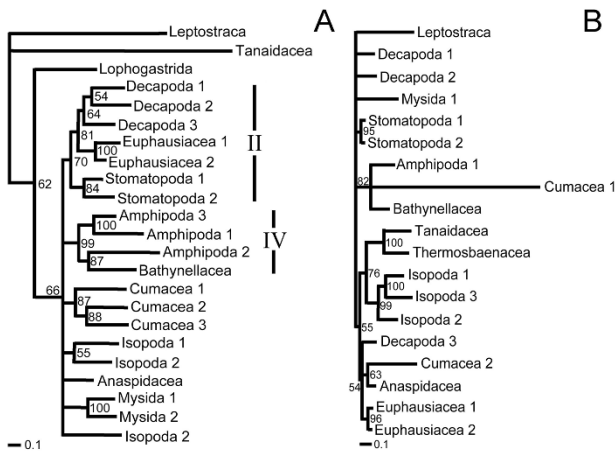 A
Leptostraca
Tanaidacea
Lophogastrida
Decapoda 1
54
Decapoda 2
64
Decapoda 3
81
Euphausiacea 1
100
II
70
Euphausiacea 2
Stomatopoda 1
84
62
Stomatopoda 2
Amphipoda 3
100
Amphipoda 1
IV
99
Amphipoda 2
87
Bathynellacea
66
Cumacea 1
87
Cumacea 2
88
Cumacea 3
Isopoda 1
55
Isopoda 2
Anaspidacea
Mysida 1
100
Mysida 2
Isopoda 2
0.1
B
Leptostraca
Decapoda 1
Decapoda 2
Mysida 1
Stomatopoda 1
95
Stomatopoda 2
Amphipoda 1
82
Cumacea 1
Bathynellacea
Tanaidacea
100
Thermosbaenacea
76
Isopoda 1
100
Isopoda 3
99
Isopoda 2
55
Decapoda 3
Cumacea 2
63
54
Anaspidacea
Euphausiacea 1
96
Euphausiacea 2
0.1